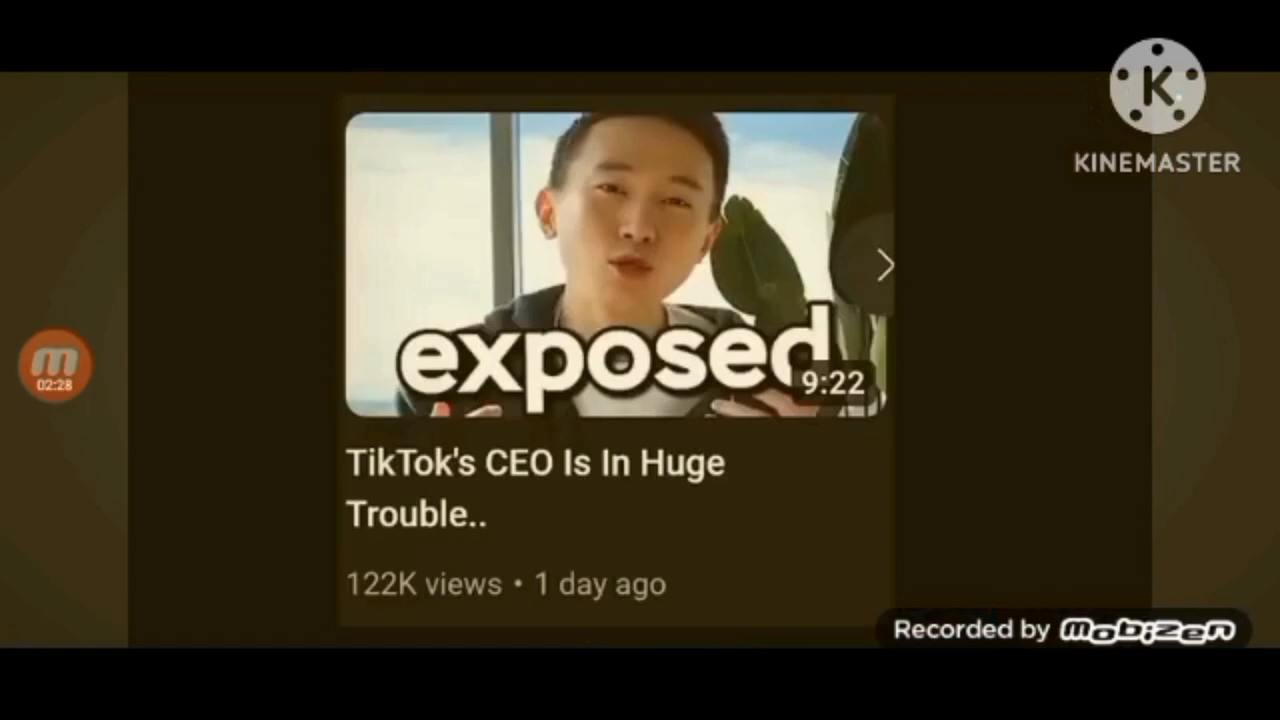 K
KINEMASTER
exposed
9:22
m
02:28
TikTok's CEO Is In Huge
Trouble..
122K views • 1 day ago
Recorded by mobizen